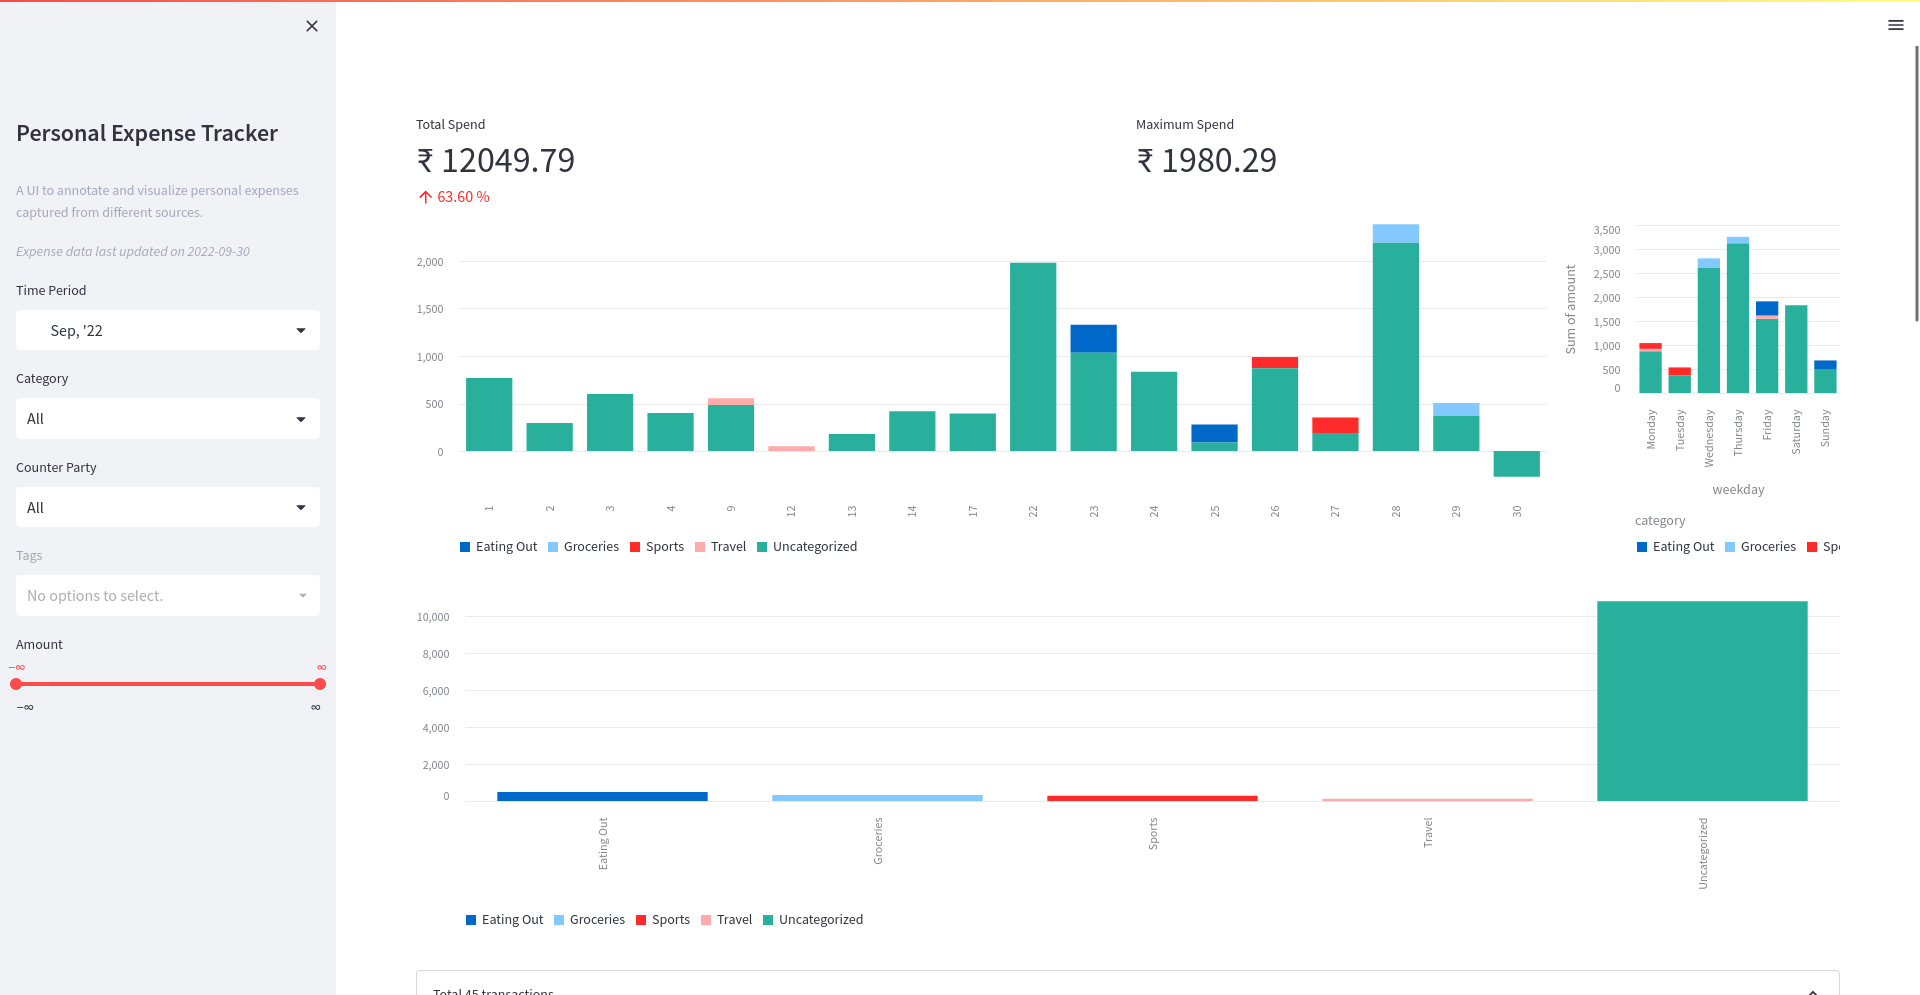 Personal Expense Tracker
A UI to annotate and visualize personal expenses
captured from different sources.
Expense data last updated on 2022-09-30
Time Period
Sep, '22
Category
All
Counter Party
All
Tags
No options to select.
Amount
−∞ ∞
−∞ ∞
Total Spend
₹ 12049.79
63.60 %
Maximum Spend
₹ 1980.29
2,000
1,500
1,000
500
0
1 2 3 4 9 12 13 14 17 22 23 24 25 26 27 28 29 30
Eating Out Groceries Sports Travel Uncategorized
Sum of amount
3,500
3,000
2,500
2,000
1,500
1,000
500
0
Monday Tuesday Wednesday Thursday Friday Saturday Sunday
weekday
category
Eating Out Groceries Spo
10,000
8,000
6,000
4,000
2,000
0
Eating Out Groceries Sports Travel Uncategorized
Eating Out Groceries Sports Travel Uncategorized
Total 45 transactions